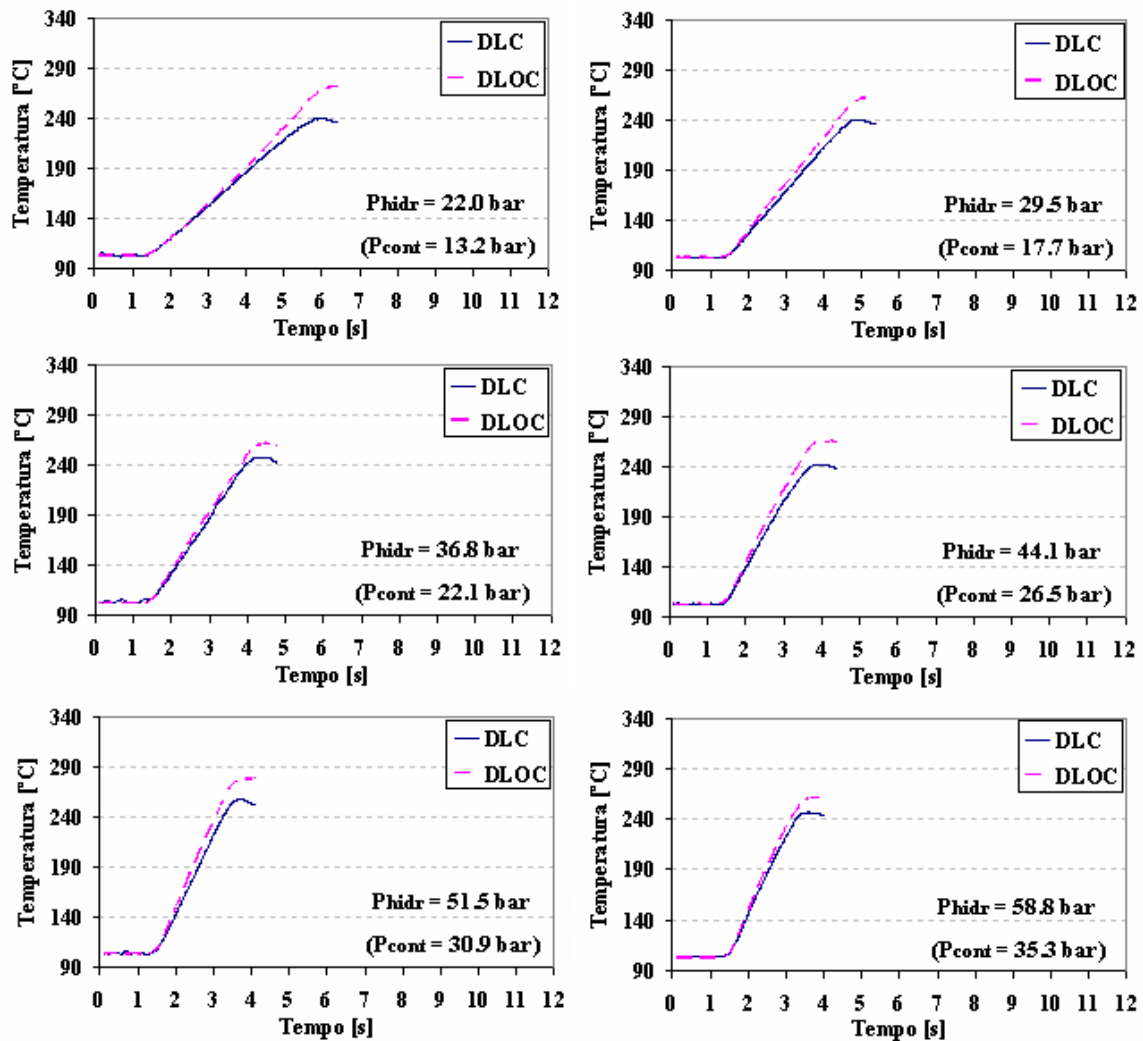 340
290
240
190
140
90
Temperatura [°C]
DLC
DLOC
Phidr = 22.0 bar
(Pcont = 13.2 bar)
0 1 2 3 4 5 6 7 8 9 10 11 12
Tempo [s]
340
290
240
190
140
90
Temperatura [°C]
DLC
DLOC
Phidr = 29.5 bar
(Pcont = 17.7 bar)
0 1 2 3 4 5 6 7 8 9 10 11 12
Tempo [s]
340
290
240
190
140
90
Temperatura [°C]
DLC
DLOC
Phidr = 36.8 bar
(Pcont = 22.1 bar)
0 1 2 3 4 5 6 7 8 9 10 11 12
Tempo [s]
340
290
240
190
140
90
Temperatura [°C]
DLC
DLOC
Phidr = 44.1 bar
(Pcont = 26.5 bar)
0 1 2 3 4 5 6 7 8 9 10 11 12
Tempo [s]
340
290
240
190
140
90
Temperatura [°C]
DLC
DLOC
Phidr = 51.5 bar
(Pcont = 30.9 bar)
0 1 2 3 4 5 6 7 8 9 10 11 12
Tempo [s]
340
290
240
190
140
90
Temperatura [°C]
DLC
DLOC
Phidr = 58.8 bar
(Pcont = 35.3 bar)
0 1 2 3 4 5 6 7 8 9 10 11 12
Tempo [s]